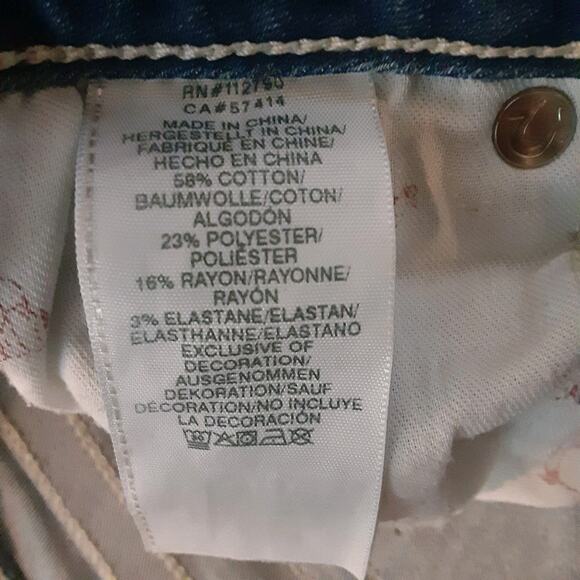 RN#112790
CA#57414
MADE IN CHINA/
HERGESTELLT IN CHINA/
FABRIQUÉ EN CHINE/
HECHO EN CHINA
58% COTTON/
BAUMWOLLE/COTON/
ALGODÓN
23% POLYESTER/
POLIÉSTER
16% RAYON/RAYONNE/
RAYÓN
3% ELASTANE/ELASTAN/
ELASTHANNE/ELASTANO
EXCLUSIVE OF
DECORATION/
AUSGENOMMEN
DEKORATION/SAUF
DÉCORATION/NO INCLUYE
LA DECORACIÓN